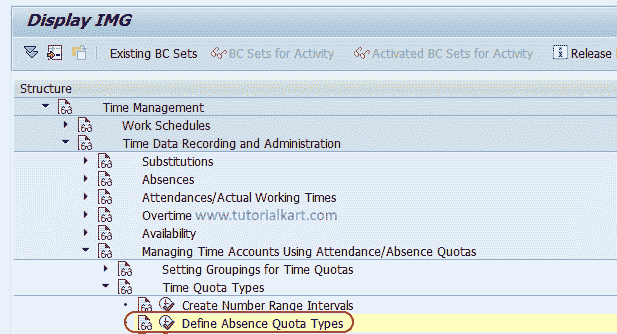 Display IMG
Existing BC Sets BC Sets for Activity Activated BC Sets for Activity Release
Structure
Time Management
Work Schedules
Time Data Recording and Administration
Substitutions
Absences
Attendances/Actual Working Times
Overtime www.tutorialkart.com
Availability
Managing Time Accounts Using Attendance/Absence Quotas
Setting Groupings for Time Quotas
Time Quota Types
Create Number Range Intervals
Define Absence Quota Types